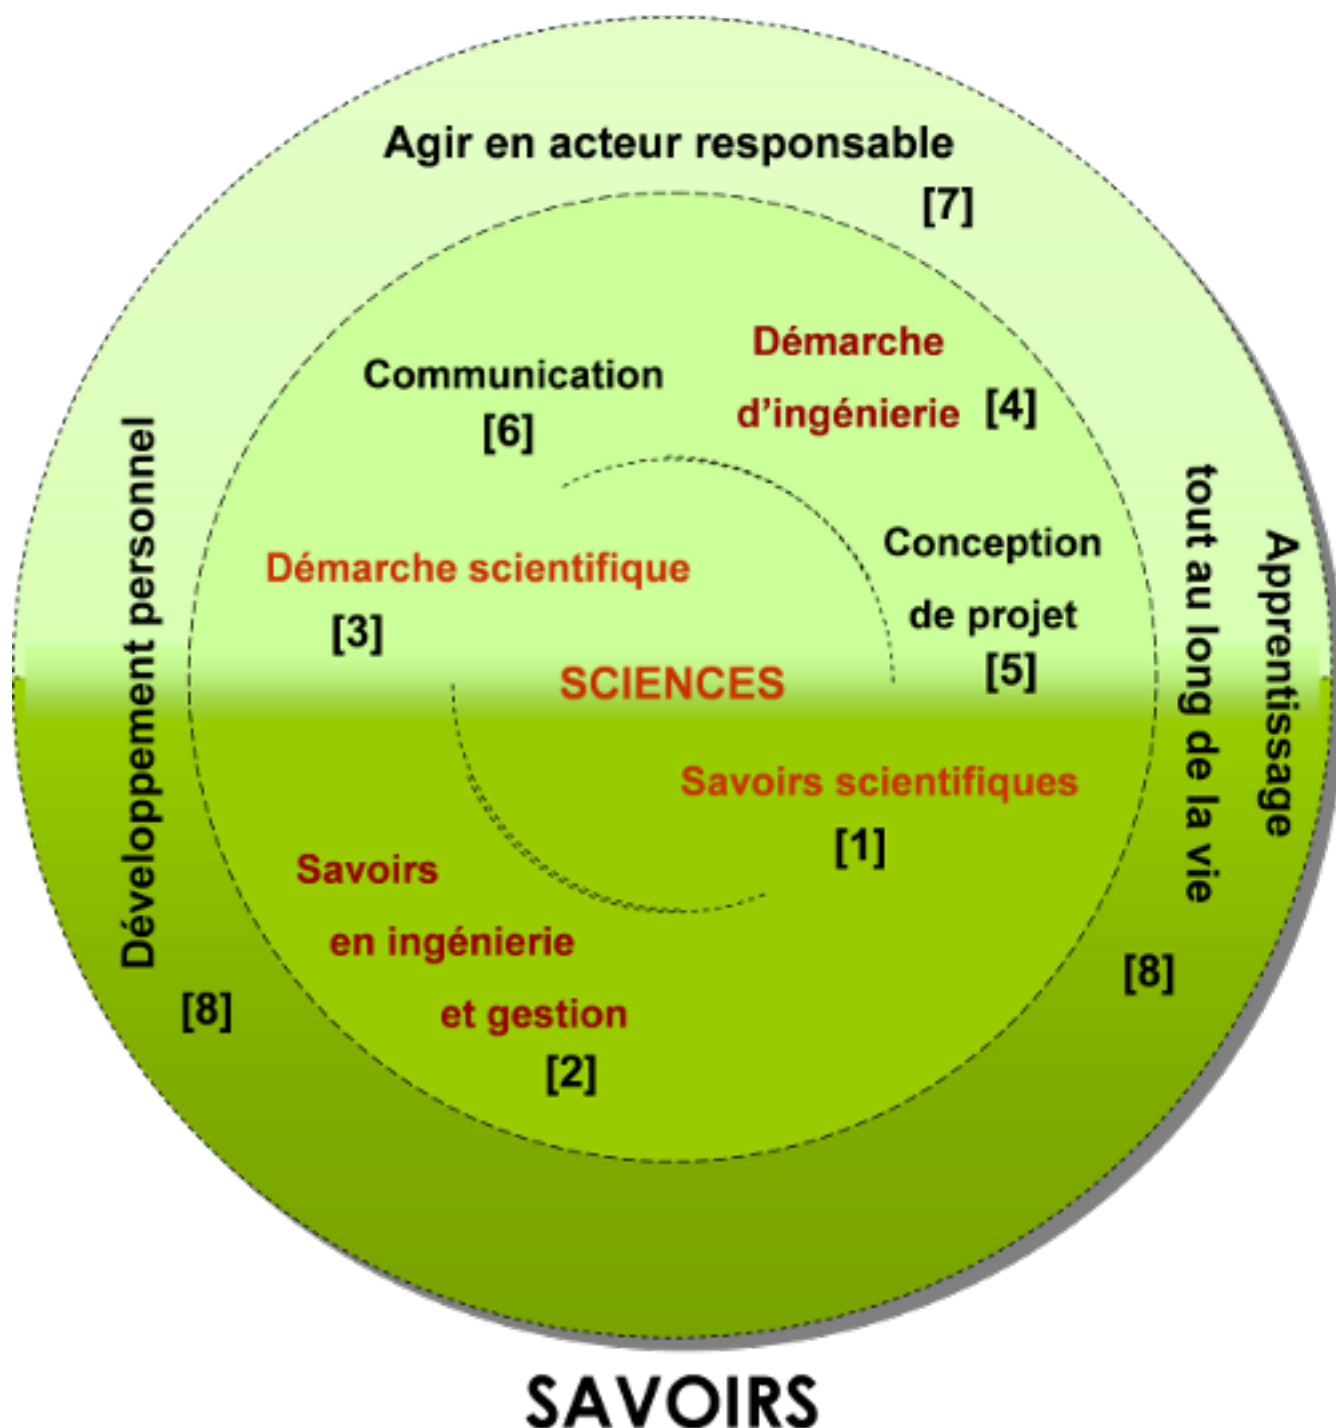 Agir en acteur responsable
[7]
Démarche
d’ingénierie [4]
Communication
[6]
Conception
de projet
[5]
Démarche scientifique
[3]
SCIENCES
Savoirs scientifiques
[1]
Savoirs
en ingénierie
et gestion
[2]
Développement personnel
[8]
Apprentissage
tout au long de la vie
[8]
SAVOIRS